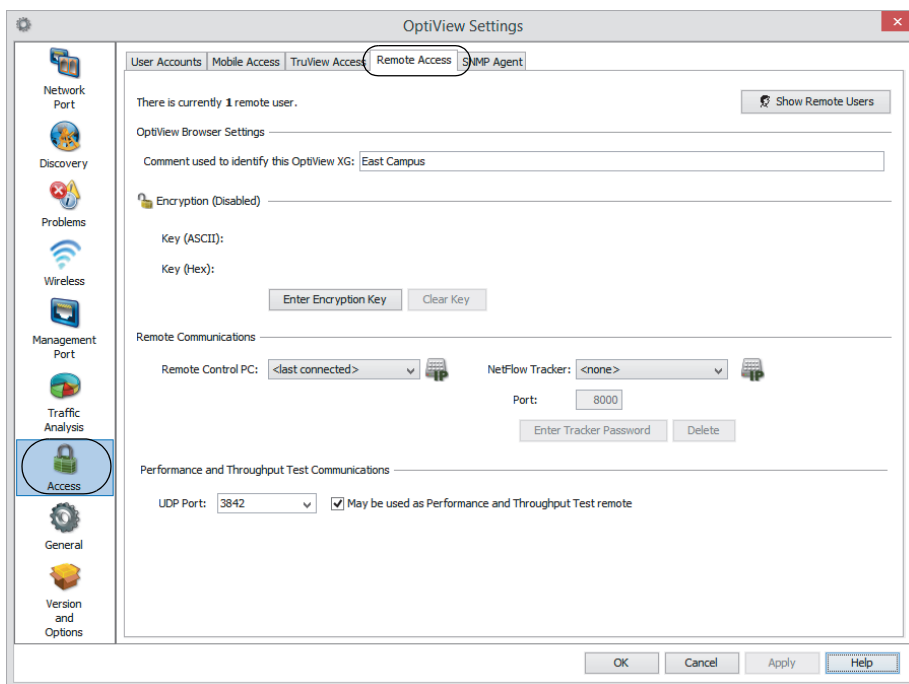 OptiView Settings
Network
Port
Discovery
Problems
Wireless
Management
Port
Traffic
Analysis
Access
General
Version
and
Options
User Accounts Mobile Access TruView Access Remote Access SNMP Agent
There is currently 1 remote user.
Show Remote Users
OptiView Browser Settings
Comment used to identify this OptiView XG: East Campus
Encryption (Disabled)
Key (ASCII):
Key (Hex):
Enter Encryption Key Clear Key
Remote Communications
Remote Control PC: <last connected> IP NetFlow Tracker: <none> IP
Port: 8000
Enter Tracker Password Delete
Performance and Throughput Test Communications
UDP Port: 3842 May be used as Performance and Throughput Test remote
OK Cancel Apply Help